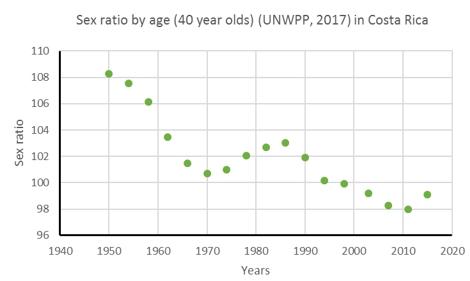 Sex ratio by age (40 year olds) (UNWPP, 2017) in Costa Rica
110
108
106
104
102
100
98
96
Sex ratio
1940 1950 1960 1970 1980 1990 2000 2010 2020
Years